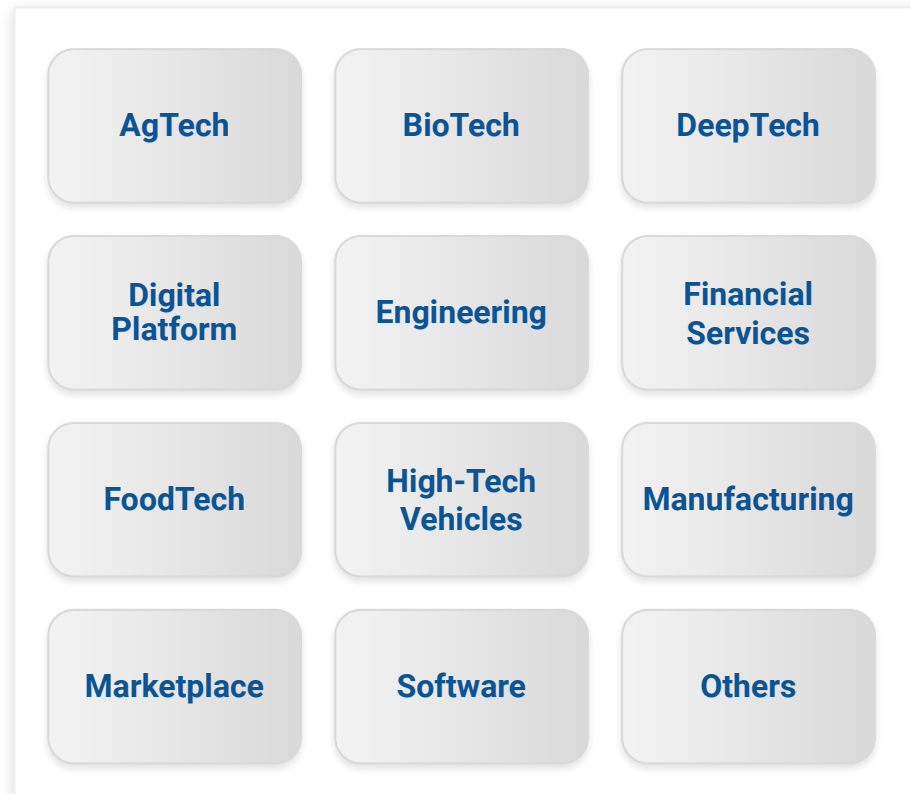 AgTech
BioTech
DeepTech
Digital
Platform
Engineering
Financial
Services
FoodTech
High-Tech
Vehicles
Manufacturing
Marketplace
Software
Others